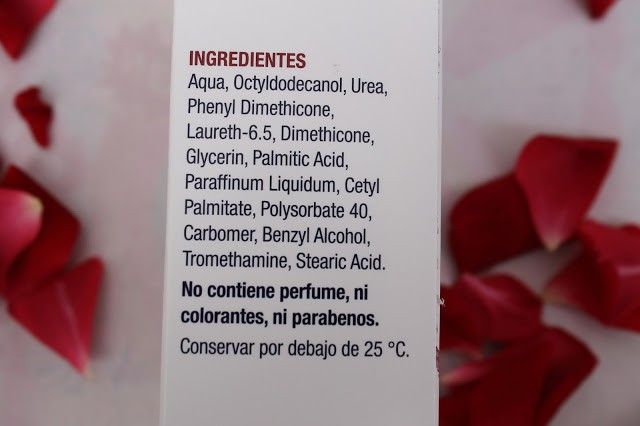 INGREDIENTES
Aqua, Octyldodecanol, Urea,
Phenyl Dimethicone,
Laureth-6.5, Dimethicone,
Glycerin, Palmitic Acid,
Paraffinum Liquidum, Cetyl
Palmitate, Polysorbate 40,
Carbomer, Benzyl Alcohol,
Tromethamine, Stearic Acid.
No contiene perfume, ni
colorantes, ni parabenos.
Conservar por debajo de 25 °C.